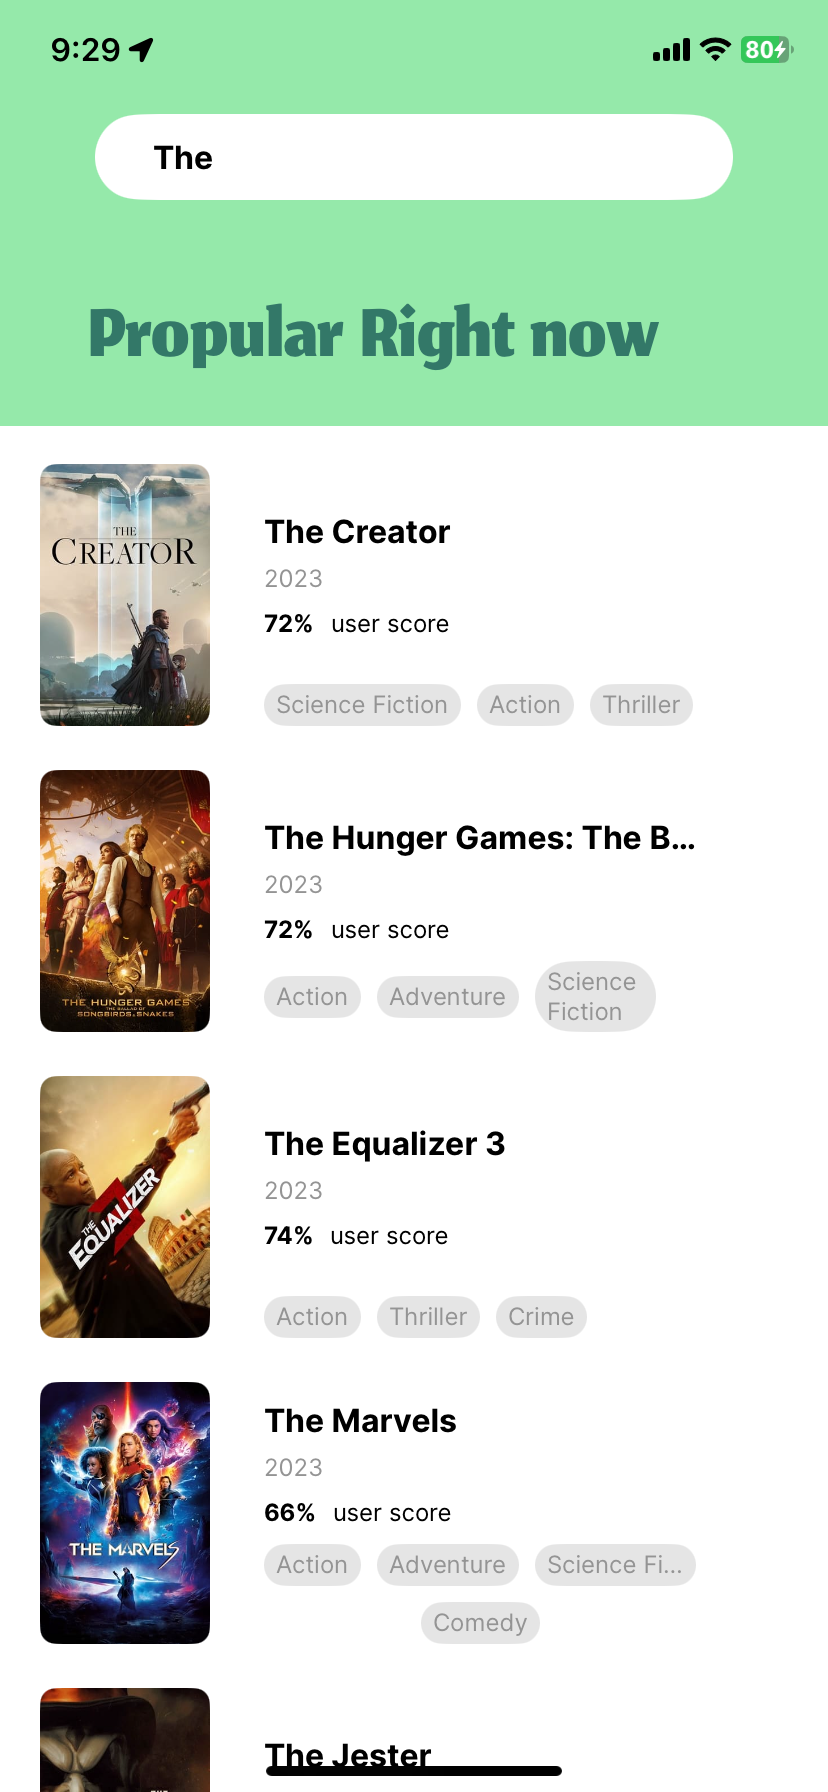 9:29
80
The
Propular Right now
THE
CREATOR
The Creator
2023
72% user score
Science Fiction Action Thriller
THE HUNGER GAMES
THE BALLAD OF
SONGBIRDS & SNAKES
The Hunger Games: The B...
2023
72% user score
Action Adventure Science
Fiction
THE
EQUALIZER
3
The Equalizer 3
2023
74% user score
Action Thriller Crime
THE MARVELS
The Marvels
2023
66% user score
Action Adventure Science Fi...
Comedy
The Jester